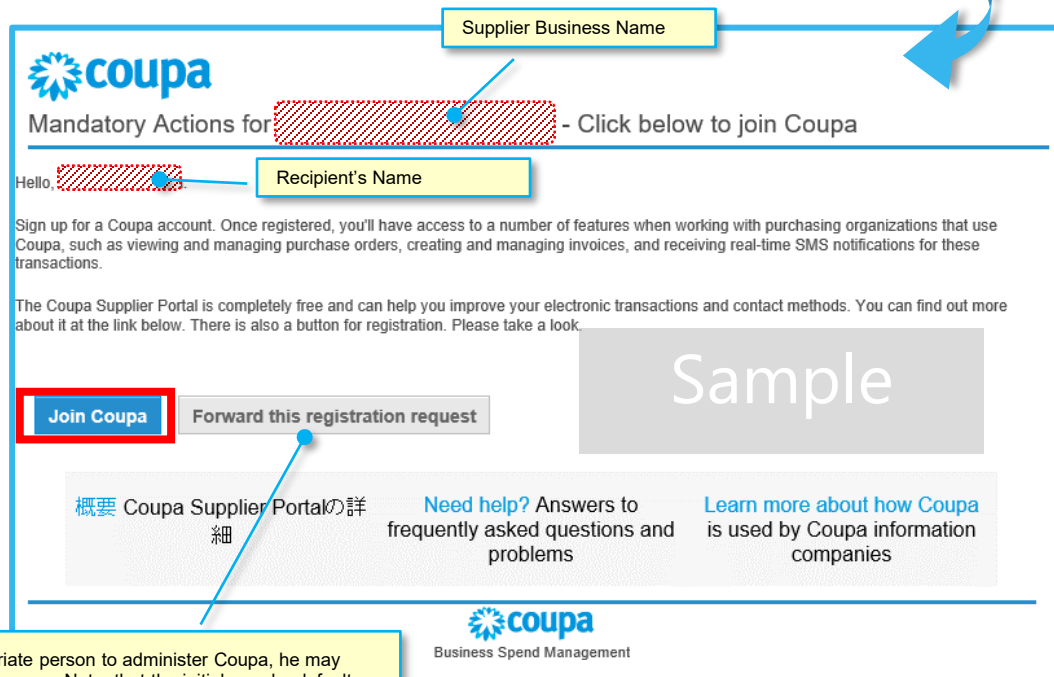 Supplier Business Name
coupa
Mandatory Actions for - Click below to join Coupa
Recipient's Name
Hello, .
Sign up for a Coupa account. Once registered, you'll have access to a number of features when working with purchasing organizations that use
Coupa, such as viewing and managing purchase orders, creating and managing invoices, and receiving real-time SMS notifications for these
transactions.
The Coupa Supplier Portal is completely free and can help you improve your electronic transactions and contact methods. You can find out more
about it at the link below. There is also a button for registration. Please take a look.
Sample
Join Coupa
Forward this registration request
概要 Coupa Supplier Portalの詳
細
Need help? Answers to
frequently asked questions and
problems
Learn more about how Coupa
is used by Coupa information
companies
coupa
Business Spend Management
riate person to administer Coupa, he may